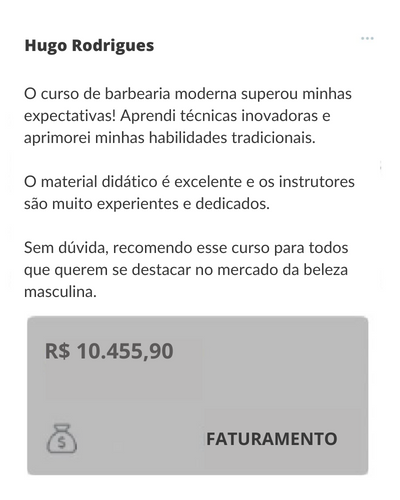 Hugo Rodrigues
O curso de barbearia moderna superou minhas
expectativas! Aprendi técnicas inovadoras e
aprimorei minhas habilidades tradicionais.
O material didático é excelente e os instrutores
são muito experientes e dedicados.
Sem dúvida, recomendo esse curso para todos
que querem se destacar no mercado da beleza
masculina.
R$ 10.455,90
$
FATURAMENTO